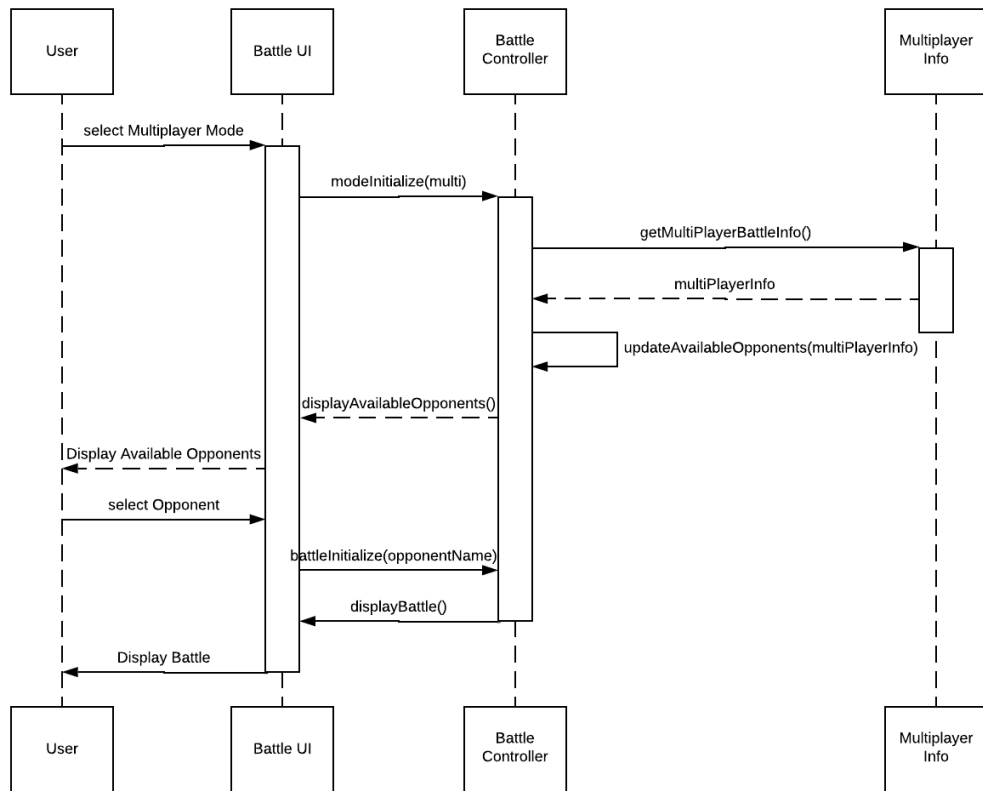 User
Battle UI
Battle
Controller
Multiplayer
Info
select Multiplayer Mode
modeInitialize(multi)
getMultiPlayerBattleInfo()
multiPlayerInfo
updateAvailableOpponents(multiPlayerInfo)
displayAvailableOpponents()
Display Available Opponents
select Opponent
battleInitialize(opponentName)
displayBattle()
Display Battle
User
Battle UI
Battle
Controller
Multiplayer
Info